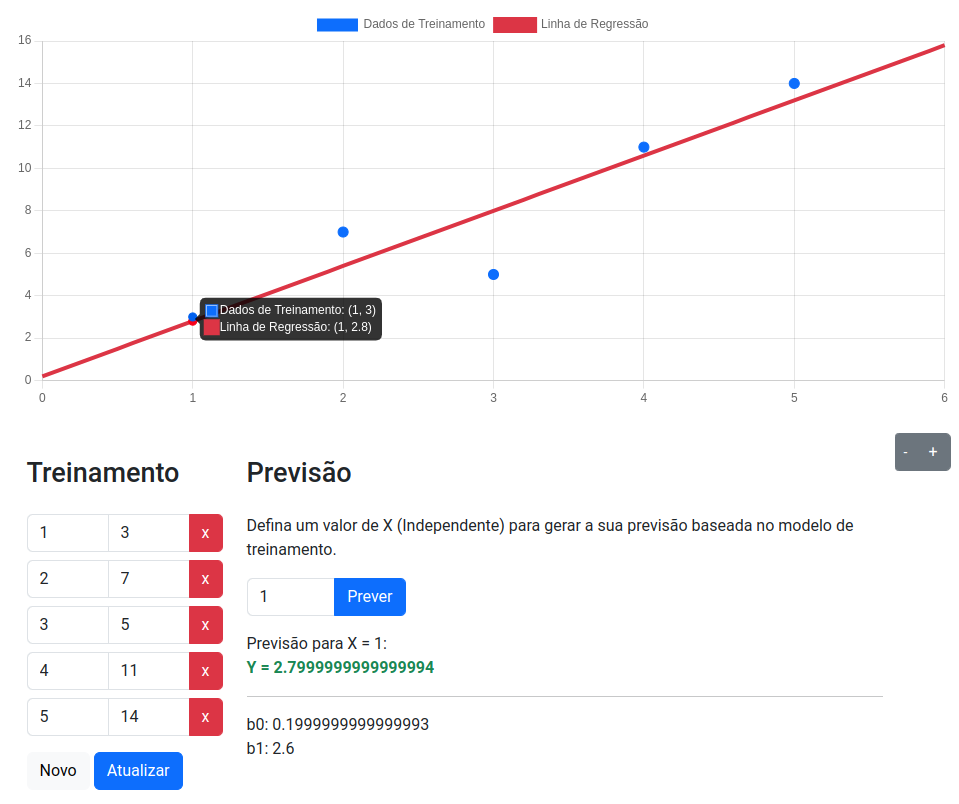 Dados de Treinamento Linha de Regressão
16
14
12
10
8
6
4
2
0
0 1 2 3 4 5 6
Dados de Treinamento: (1, 3)
Linha de Regressão: (1, 2.8)
- +
Treinamento
1 3 x
2 7 x
3 5 x
4 11 x
5 14 x
Novo Atualizar
Previsão
Defina um valor de X (Independente) para gerar a sua previsão baseada no modelo de
treinamento.
1 Prever
Previsão para X = 1:
Y = 2.7999999999999994
b0: 0.1999999999999993
b1: 2.6